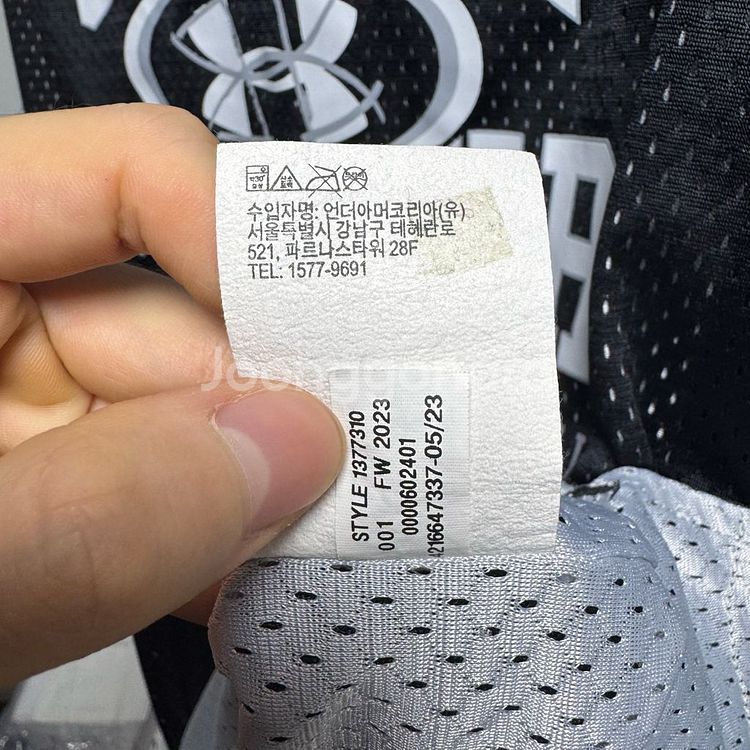 수입자명: 언더아머코리아(유)
서울특별시 강남구 테헤란로
521, 파르나스타워 28F
TEL: 1577-9691
STYLE 1377310
001 FW 2023
0000602401
4216647337-05/23